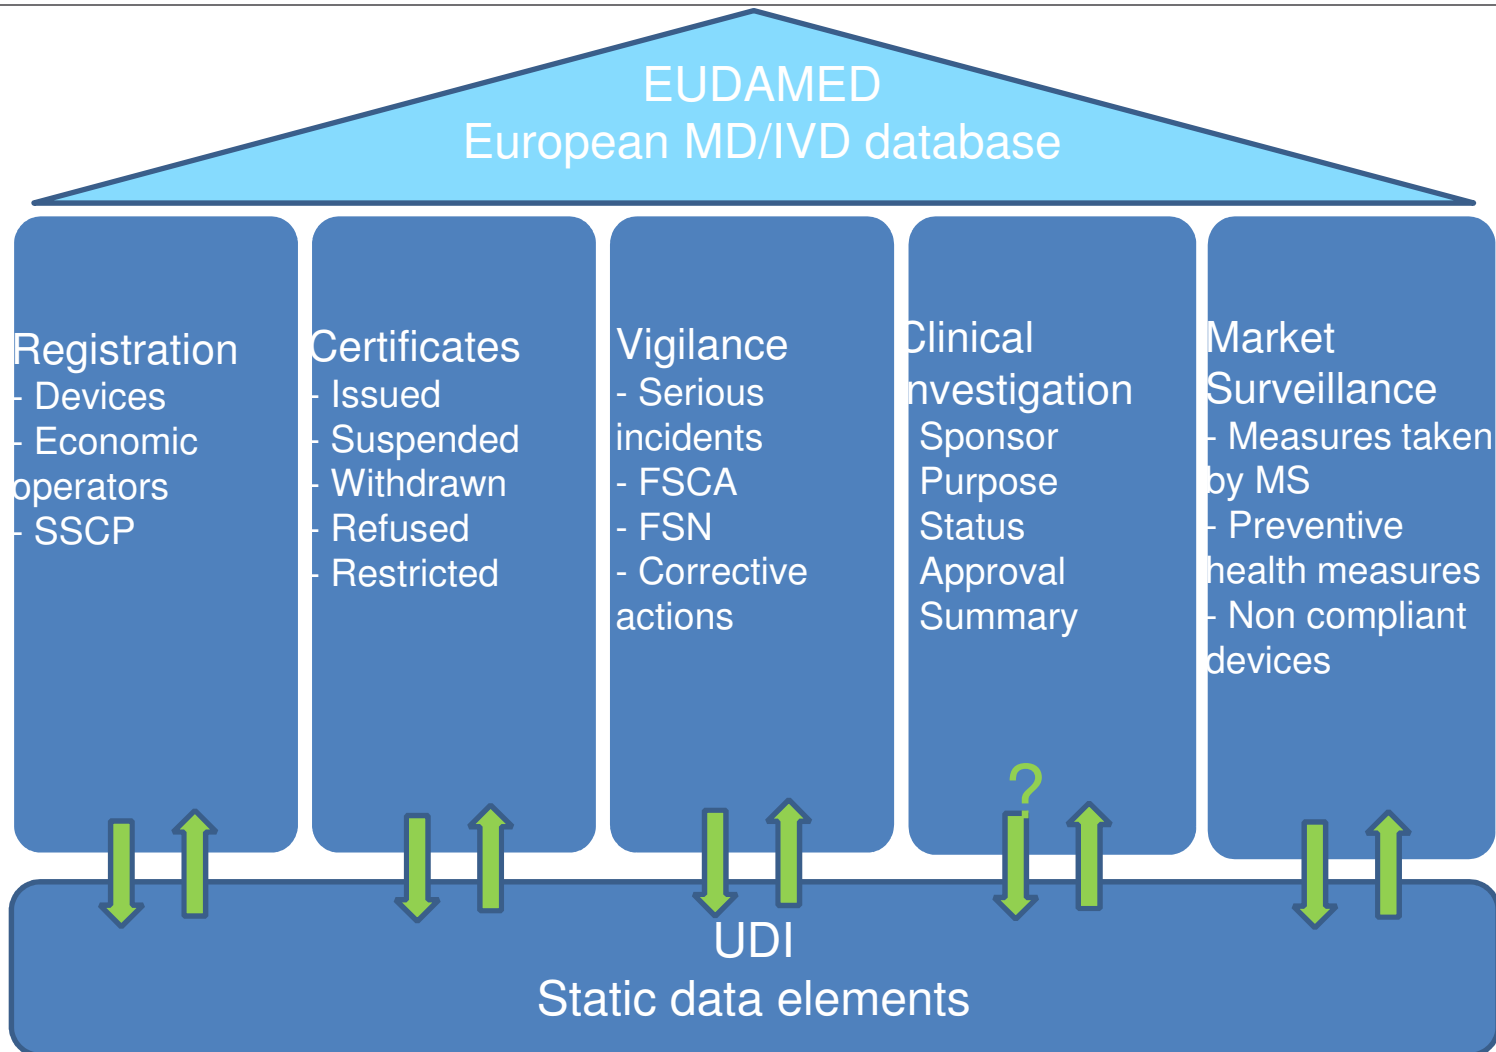 EUDAMED
European MD/IVD database
Registration
- Devices
- Economic
operators
- SSCP
Certificates
- Issued
- Suspended
- Withdrawn
- Refused
- Restricted
Vigilance
- Serious
incidents
- FSCA
- FSN
- Corrective
actions
Clinical
Investigation
Sponsor
Purpose
Status
Approval
Summary
Market
Surveillance
- Measures taken
by MS
- Preventive
health measures
- Non compliant
devices
?
UDI
Static data elements